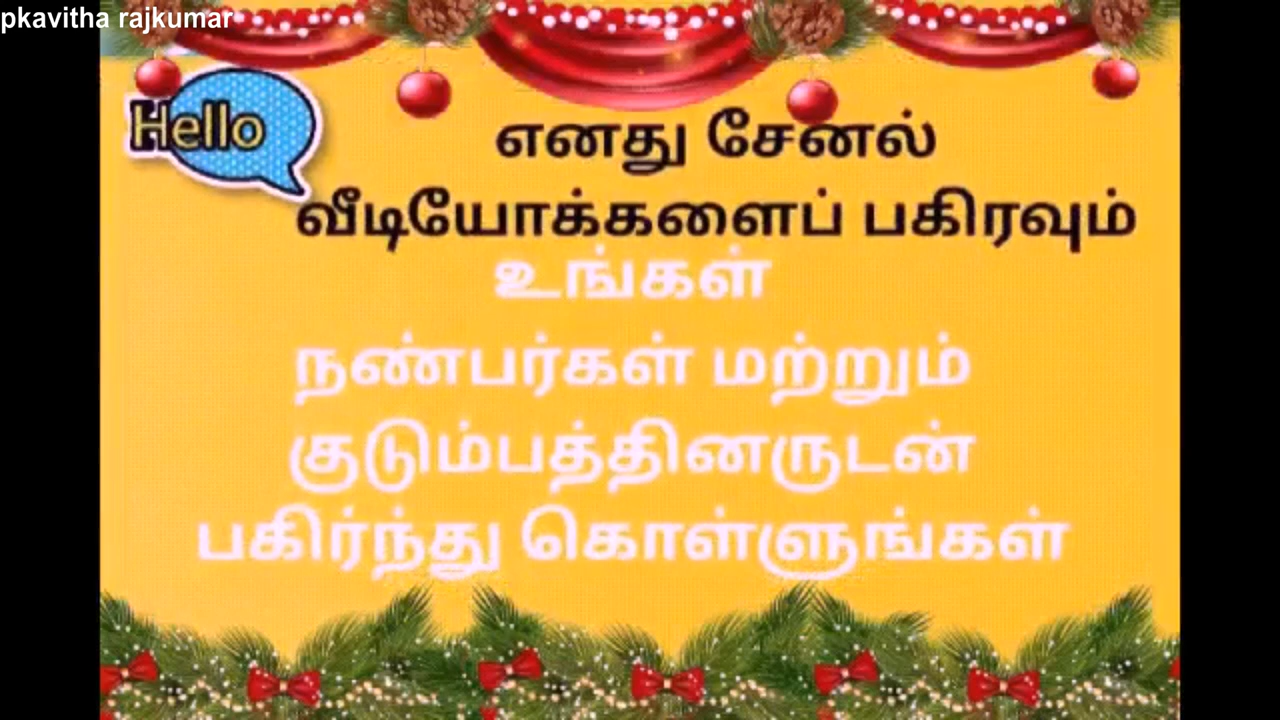 pkavitha rajkumar
Hello
எனது சேனல்
வீடியோக்களைப் பகிரவும்
உங்கள்
நண்பர்கள் மற்றும்
குடும்பத்தினருடன்
பகிர்ந்து கொள்ளுங்கள்